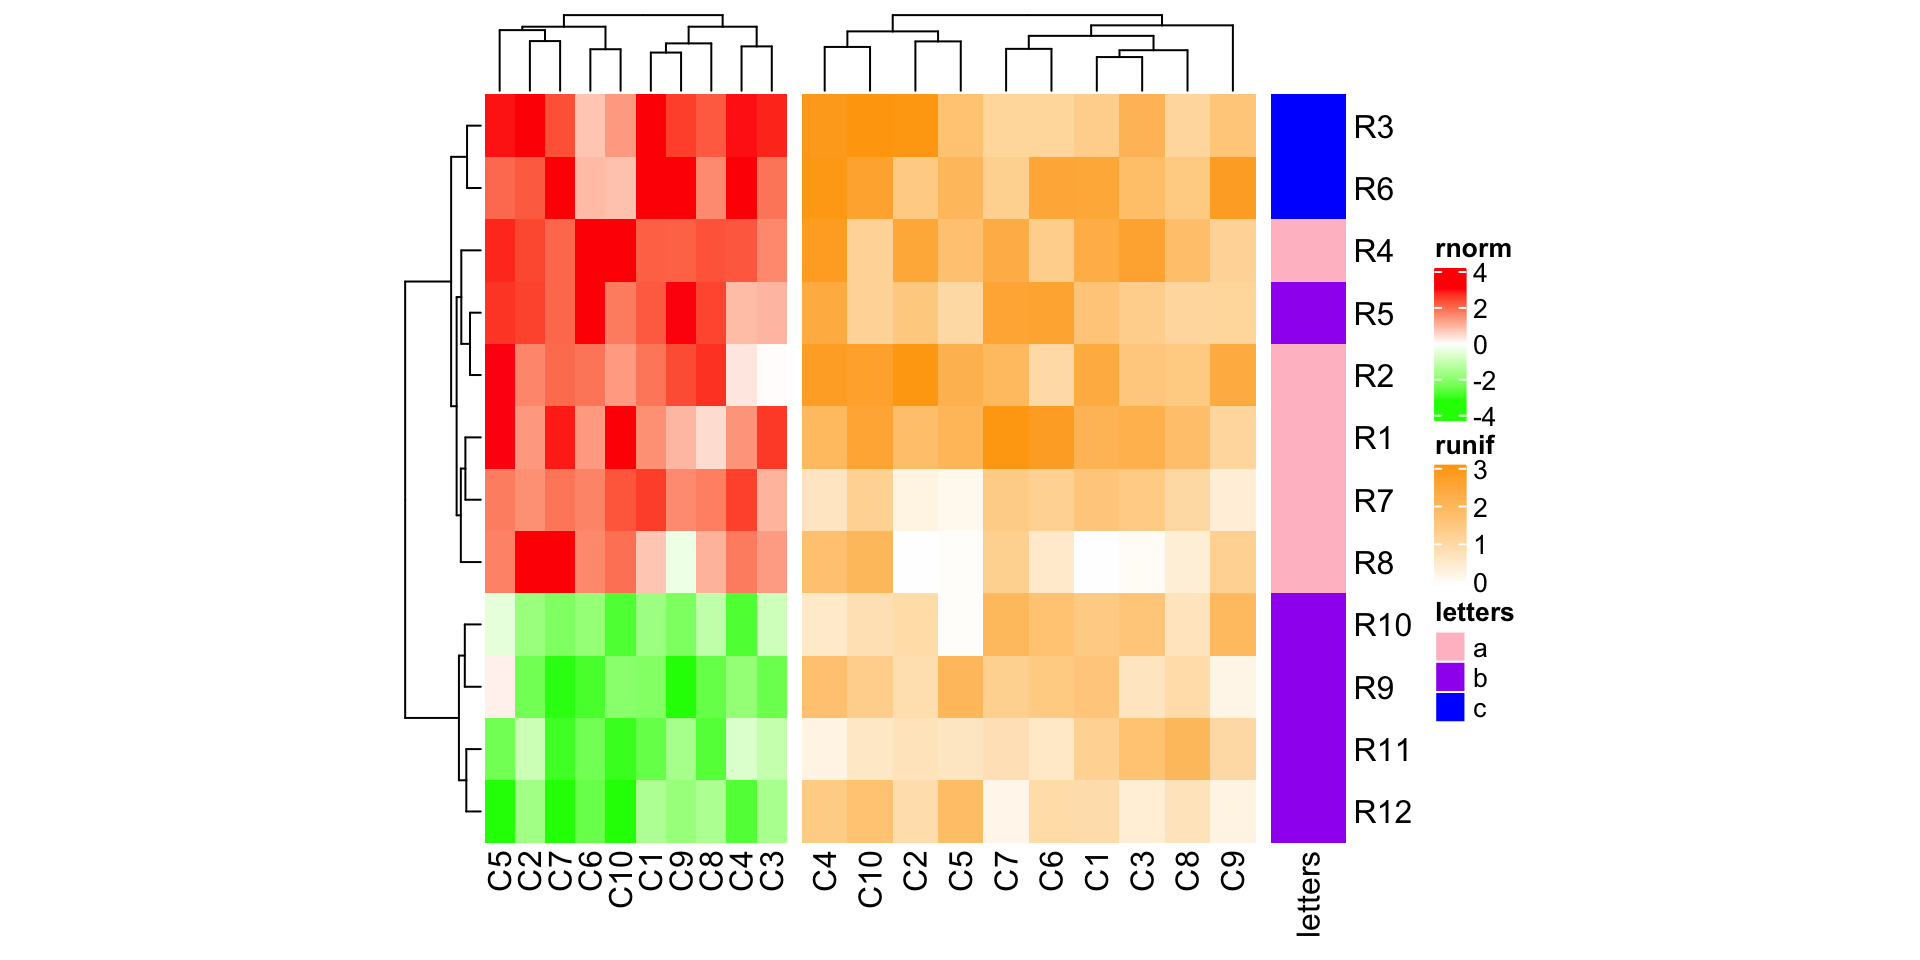 R3
R6
R4
R5
R2
R1
R7
R8
R10
R9
R11
R12
C5 C2 C7 C6 C10 C1 C9 C8 C4 C3
C4 C10 C2 C5 C7 C6 C1 C3 C8 C9
letters
rnorm
4
2
0
-2
-4
runif
3
2
1
0
letters
a
b
c